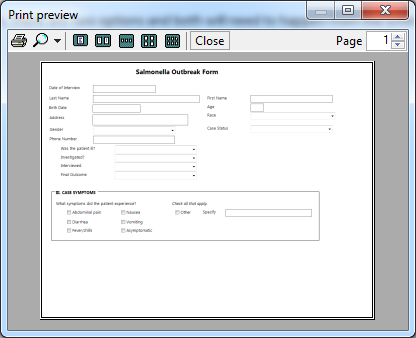 Print preview
Close
Page 1
Salmonella Outbreak Form
Date of Interview
Last Name First Name
Birth Date Age
Address Race
Gender Case Status
Phone Number
Was the patient ill?
Investigated?
Interviewed
Final Outcome
III. CASE SYMPTOMS
What symptoms did the patient experience? Check all that apply.
Abdominal pain Nausea Other Specify
Diarrhea Vomiting
Fever/chills Asymptomatic